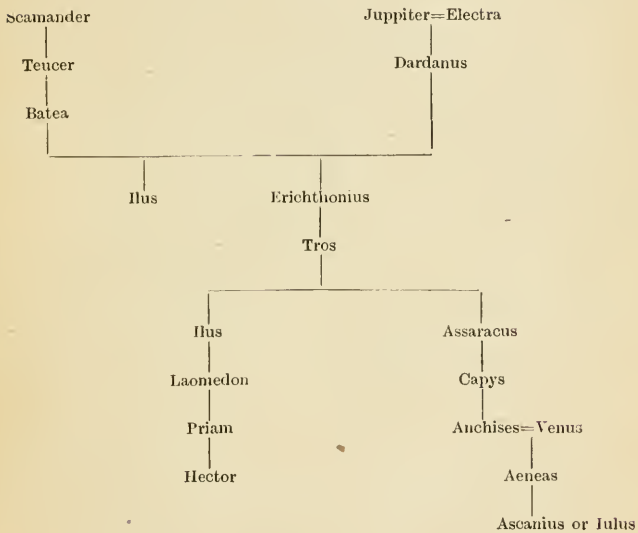 Scamander Juppiter=Electra
Teucer Dardanus
Batea
Ilus Erichthonius
Tros
Ilus Assaracus
Laomedon Capys
Priam Anchises=Venus
Hector Aeneas
Ascanius or Iulus